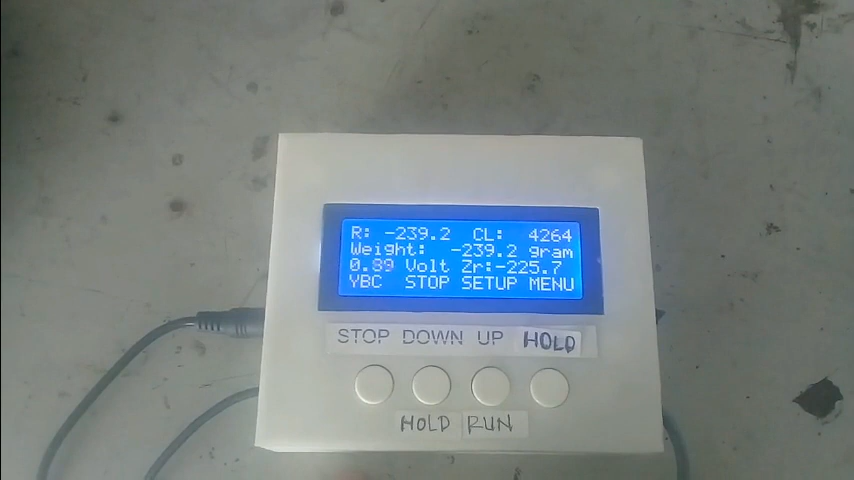 R: -239.2 CL: 4264
Weight: -239.2 gram
0.89 Volt Zr:-225.7
YBC STOP SETUP MENU
STOP DOWN UP HOLD
HOLD RUN